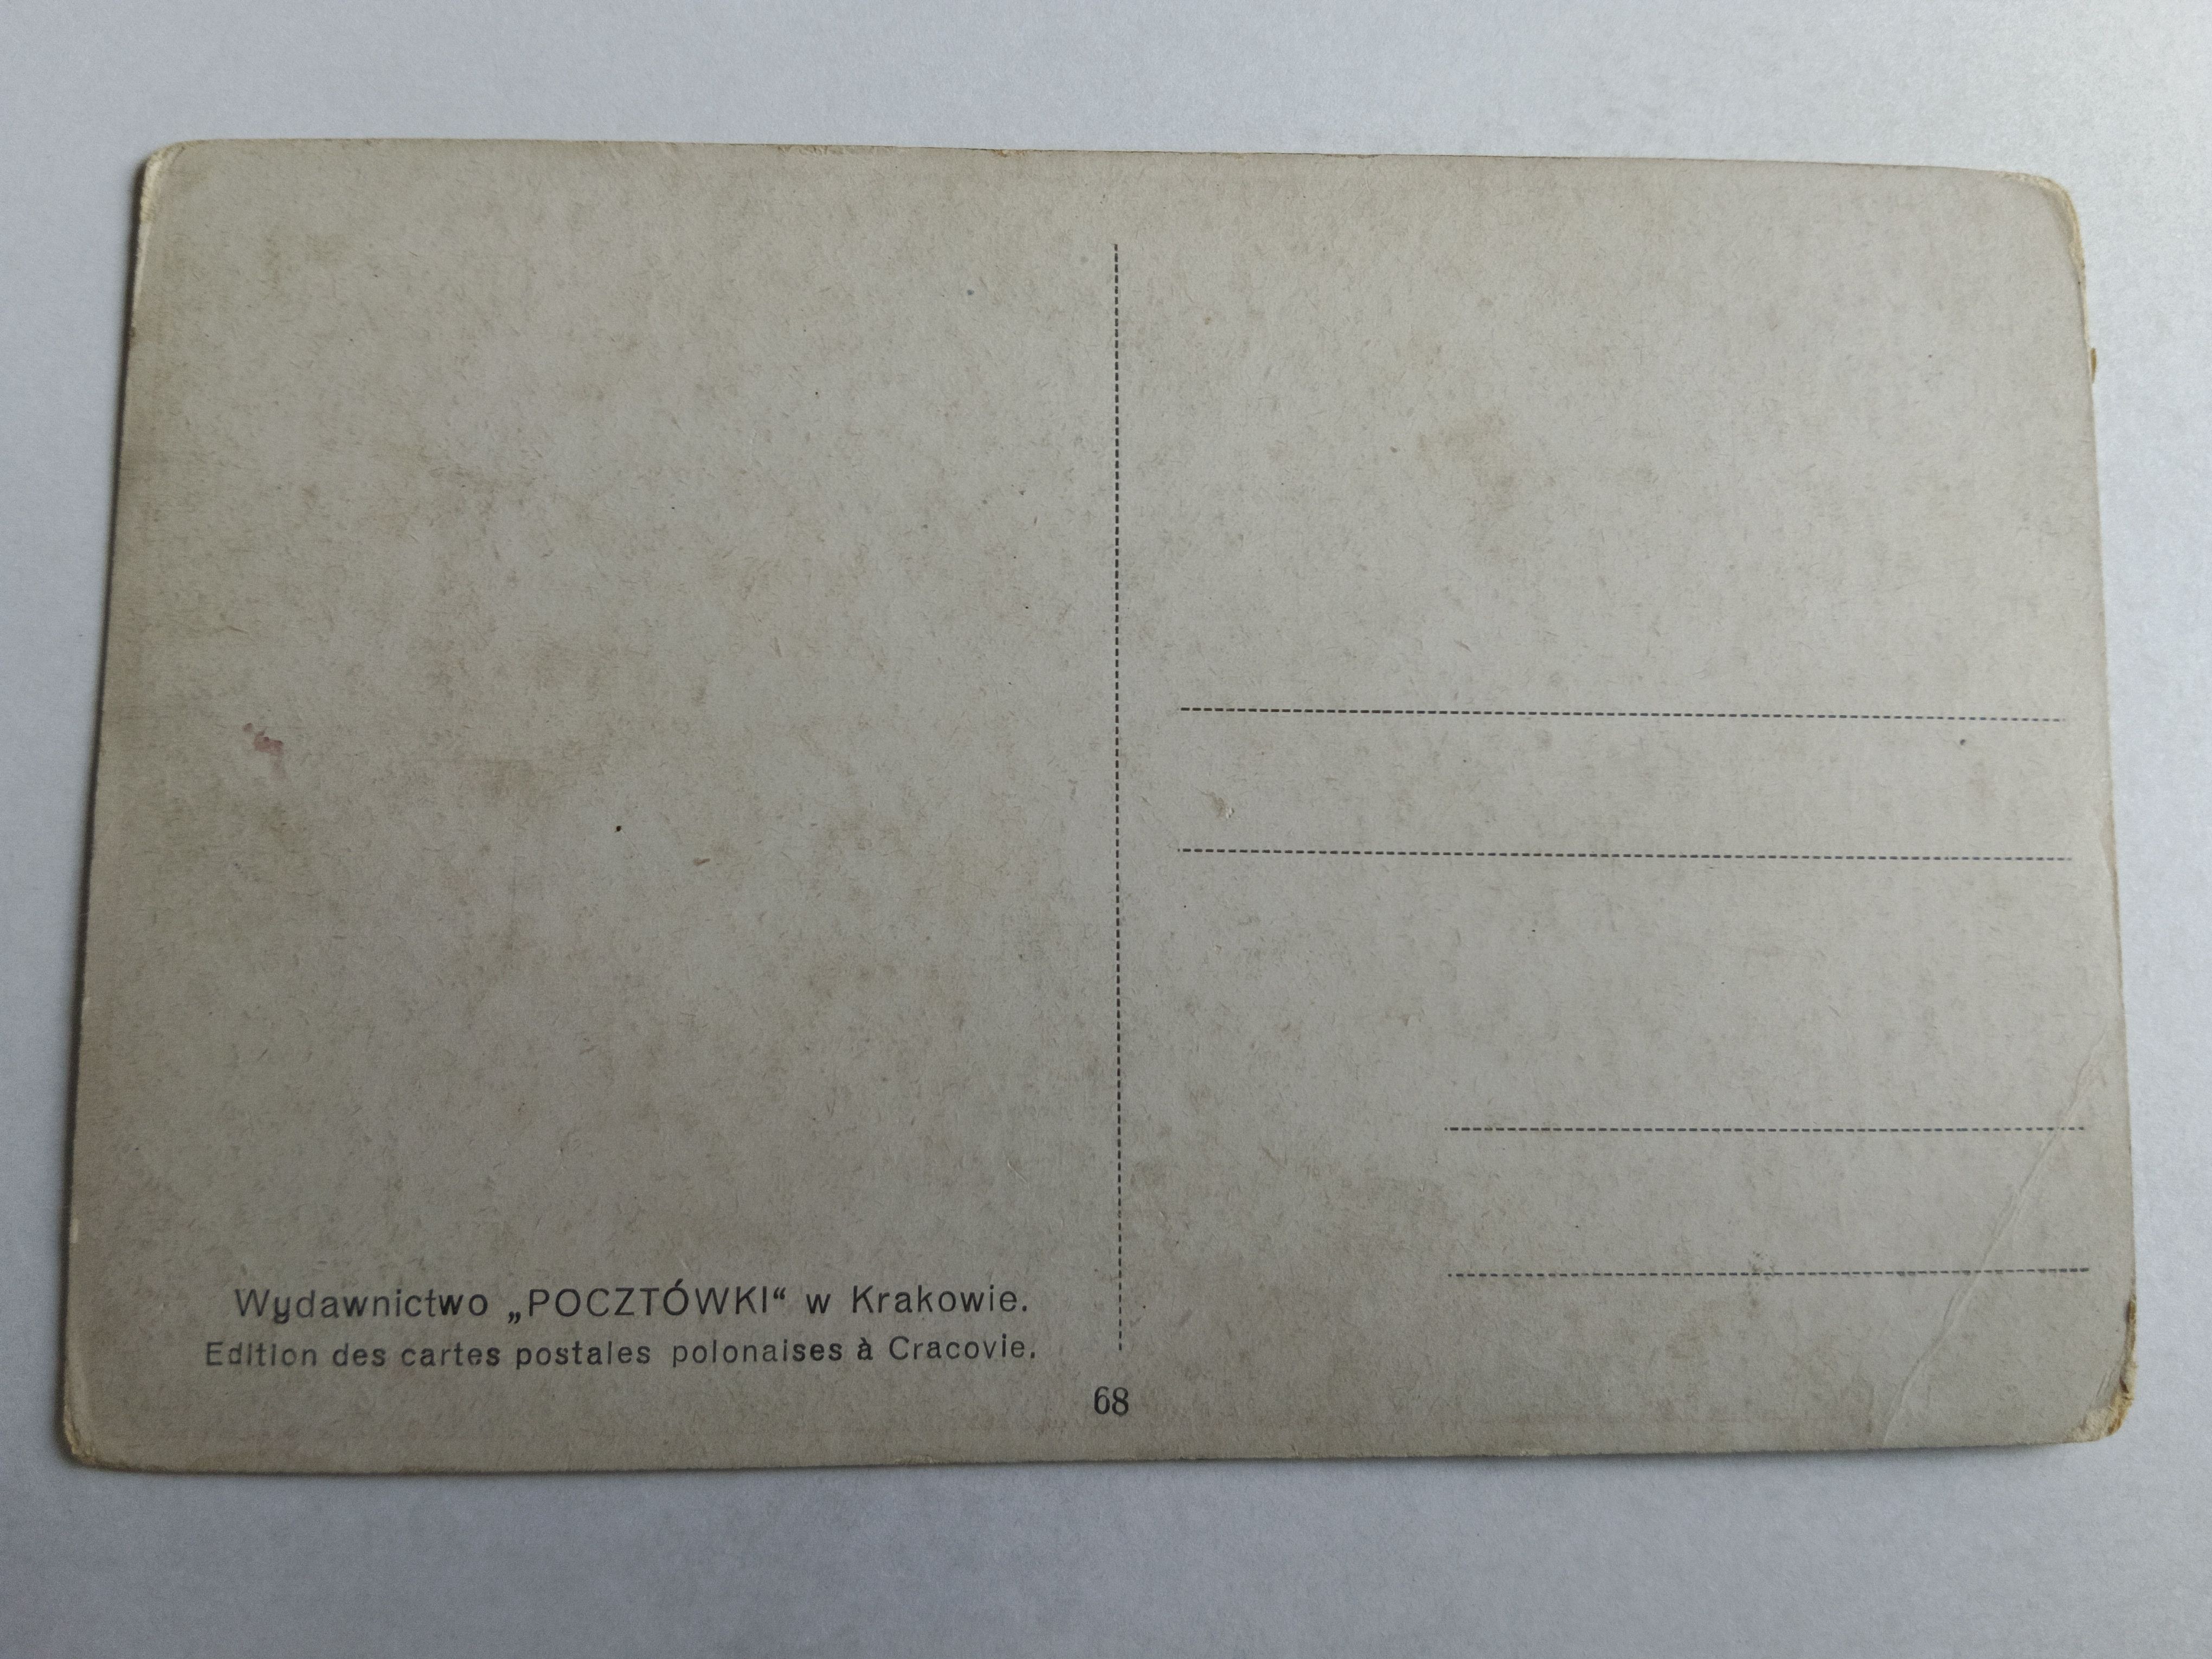 Wydawnictwo „POCZTÓWKI“ w Krakowie.
Edition des cartes postales polonaises à Cracovie.
68